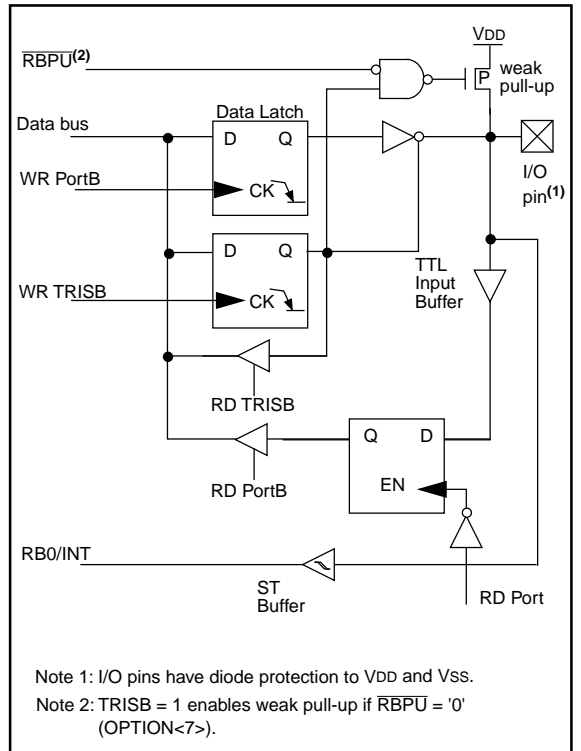 VDD
RBPU(2)
P
weak
pull-up
Data Latch
Data bus
D
Q
I/O
pin(1)
WR PortB
CK
D
Q
TTL
Input
Buffer
WR TRISB
CK
RD TRISB
Q
D
RD PortB
EN
RB0/INT
ST
Buffer
RD Port
Note 1: I/O pins have diode protection to VDD and VSS.
Note 2: TRISB = 1 enables weak pull-up if RBPU = '0'
(OPTION<7>).